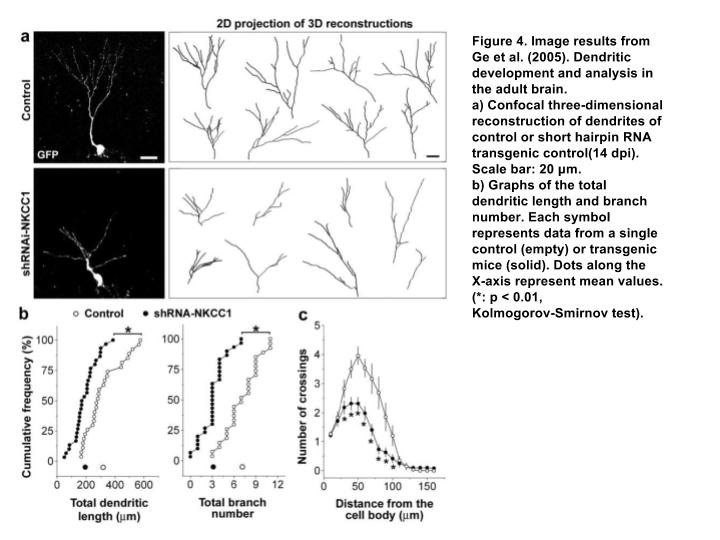 2D projection of 3D reconstructions
a
Control
GFP
shRNAi-NKCC1
Figure 4. Image results from
Ge et al. (2005). Dendritic
development and analysis in
the adult brain.
a) Confocal three-dimensional
reconstruction of dendrites of
control or short hairpin RNA
transgenic control(14 dpi).
Scale bar: 20 µm.
b) Graphs of the total
dendritic length and branch
number. Each symbol
represents data from a single
control (empty) or transgenic
mice (solid). Dots along the
X-axis represent mean values.
(*: p < 0.01,
Kolmogorov-Smirnov test).
b
Control
shRNA-NKCC1
Cumulative frequency (%)
100
75
50
25
0
*
0 200 400 600
Total dendritic
length (µm)
100
75
50
25
0
*
0 3 6 9 12
Total branch
number
c
Number of crossings
5
4
3
2
1
0
* * * * * * * *
0 50 100 150
Distance from the
cell body (µm)